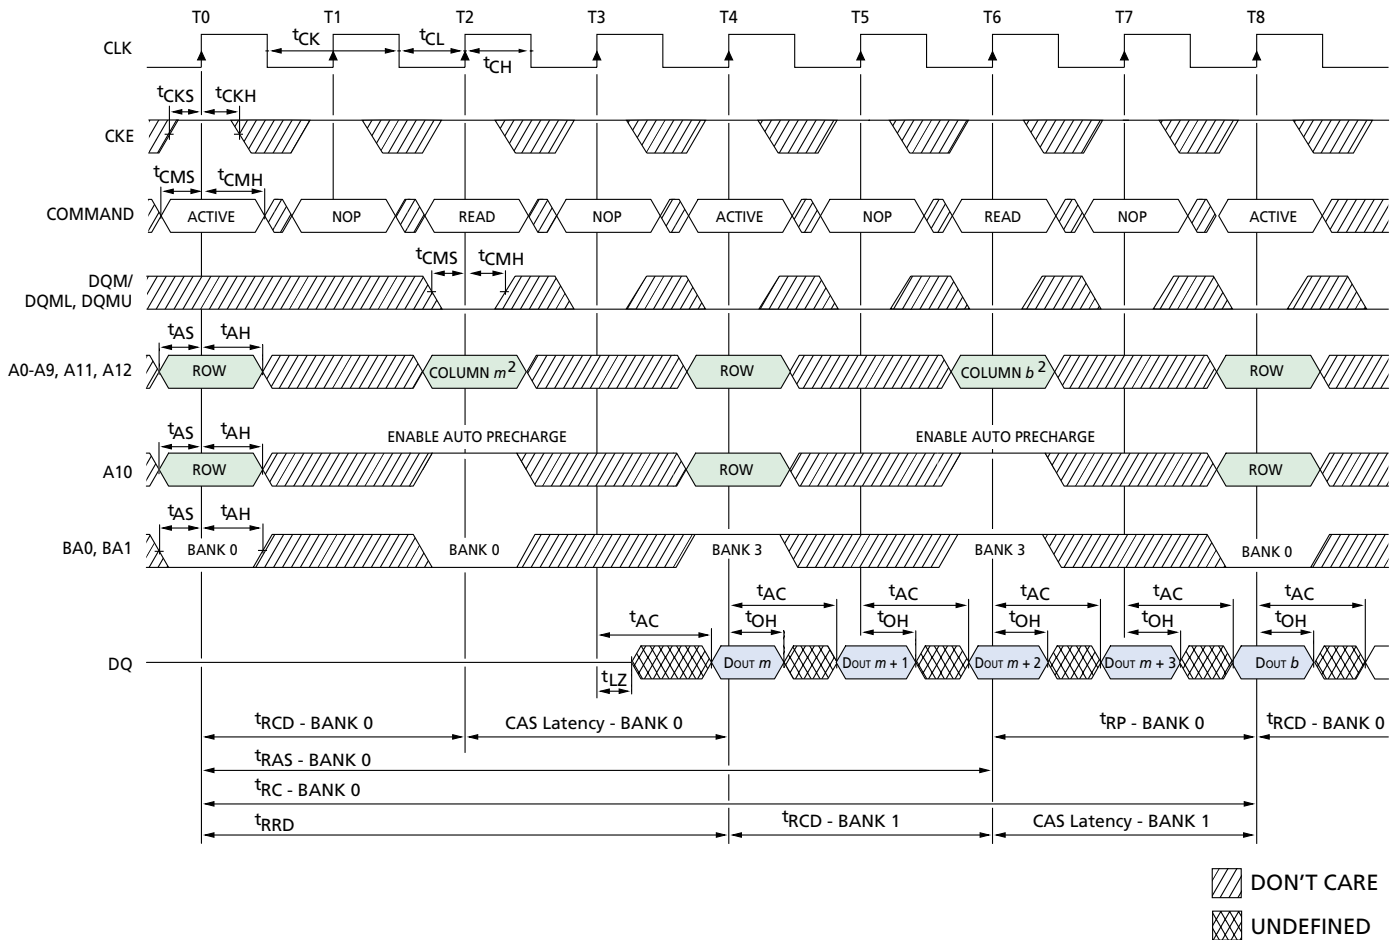 T0 T1 T2 T3 T4 T5 T6 T7 T8
CLK tCK tCL
tCH
tCKS tCKH
CKE
tCMS tCMH
COMMAND ACTIVE NOP READ NOP ACTIVE NOP READ NOP ACTIVE
tCMS tCMH
DQM/
DQML, DQMU
tAS tAH
A0-A9, A11, A12 ROW COLUMN m2 ROW COLUMN b2 ROW
tAS tAH ENABLE AUTO PRECHARGE ENABLE AUTO PRECHARGE
A10 ROW ROW ROW
tAS tAH
BA0, BA1 BANK 0 BANK 0 BANK 3 BANK 3 BANK 0
tAC tAC tAC tAC tAC
tAC tOH tOH tOH tOH tOH
DQ DOUT m DOUT m + 1 DOUT m + 2 DOUT m + 3 DOUT b
tLZ
tRCD - BANK 0 CAS Latency - BANK 0 tRP - BANK 0 tRCD - BANK 0
tRAS - BANK 0
tRC - BANK 0
tRRD tRCD - BANK 1 CAS Latency - BANK 1
DON'T CARE
UNDEFINED